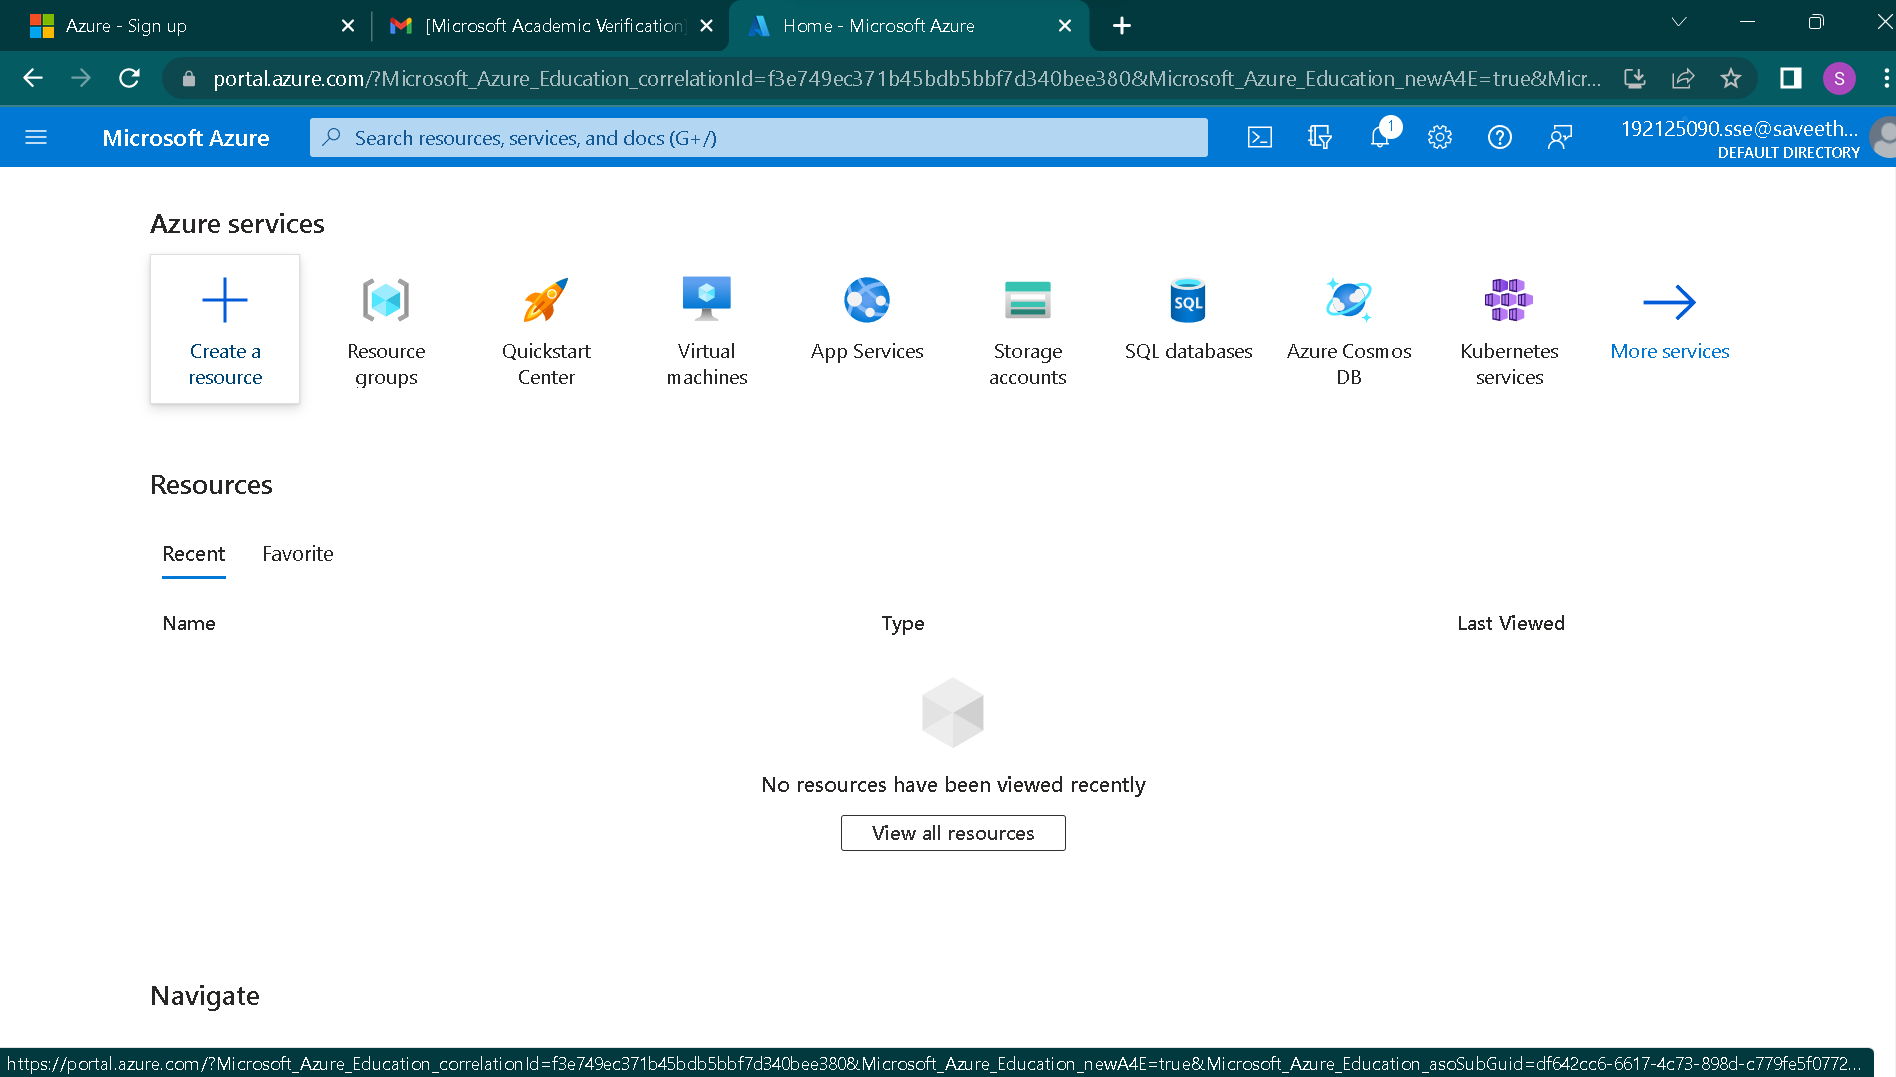 Azure - Sign up
[Microsoft Academic Verification]
Home - Microsoft Azure
portal.azure.com/?Microsoft_Azure_Education_correlationId=f3e749ec371b45bdb5bbf7d340bee380&Microsoft_Azure_Education_newA4E=true&Micr...
S
Microsoft Azure
Search resources, services, and docs (G+/)
1
192125090.sse@saveeth...
DEFAULT DIRECTORY
Azure services
Create a
resource
Resource
groups
Quickstart
Center
Virtual
machines
App Services
Storage
accounts
SQL
SQL databases
Azure Cosmos
DB
Kubernetes
services
More services
Resources
Recent
Favorite
Name
Type
Last Viewed
No resources have been viewed recently
View all resources
Navigate
https://portal.azure.com/?Microsoft_Azure_Education_correlationId=f3e749ec371b45bdb5bbf7d340bee380&Microsoft_Azure_Education_newA4E=true&Microsoft_Azure_Education_asoSubGuid=df642cc6-6617-4c73-898d-c779fe5f0772...